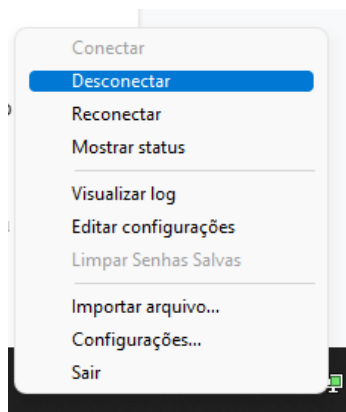 Conectar
Desconectar
Reconectar
Mostrar status
Visualizar log
Editar configurações
Limpar Senhas Salvas
Importar arquivo...
Configurações...
Sair